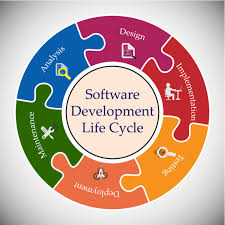 Software
Development
Life Cycle
Analysis
Design
Implementation
Testing
Deployment
Maintenance